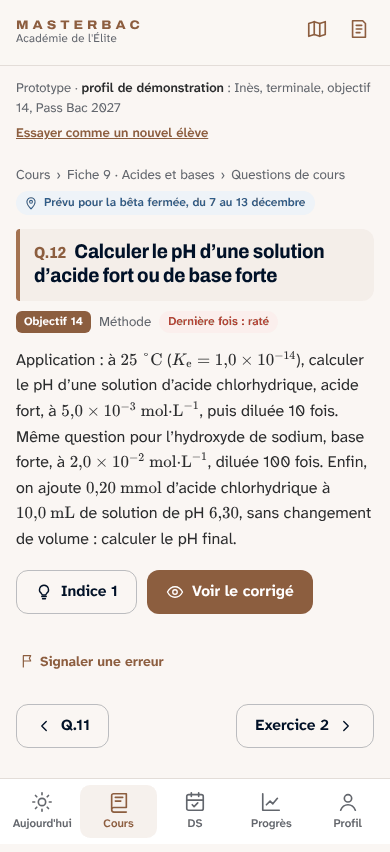 MASTERBAC
Académie de l'Élite
Prototype · profil de démonstration : Inès, terminale, objectif
14, Pass Bac 2027
Essayer comme un nouvel élève
Cours › Fiche 9 · Acides et bases › Questions de cours
Prévu pour la bêta fermée, du 7 au 13 décembre
Q.12 Calculer le pH d’une solution
d’acide fort ou de base forte
Objectif 14 Méthode Dernière fois : raté
Application : à 25 °C (Kₑ = 1,0 × 10⁻¹⁴), calculer
le pH d’une solution d’acide chlorhydrique, acide
fort, à 5,0 × 10⁻³ mol·L⁻¹, puis diluée 10 fois.
Même question pour l’hydroxyde de sodium, base
forte, à 2,0 × 10⁻² mol·L⁻¹, diluée 100 fois. Enfin,
on ajoute 0,20 mmol d’acide chlorhydrique à
10,0 mL de solution de pH 6,30, sans changement
de volume : calculer le pH final.
Indice 1 Voir le corrigé
Signaler une erreur
Q.11 Exercice 2
Aujourd'hui Cours DS Progrès Profil